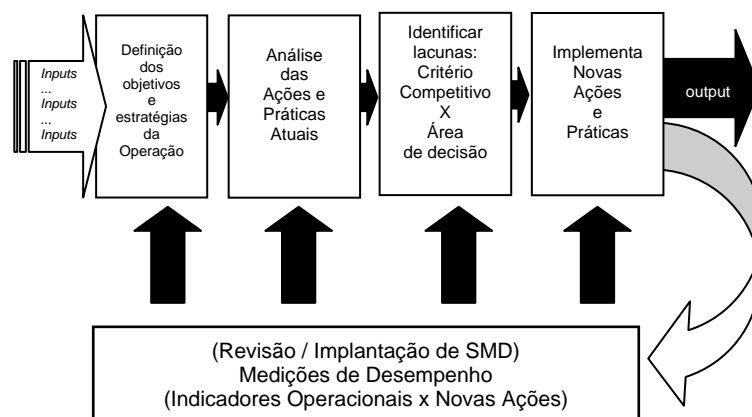 Inputs
...
Inputs
...
Inputs
Definição
dos
objetivos
e
estratégias
da
Operação
Análise
das
Ações e
Práticas
Atuais
Identificar
lacunas:
Critério
Competitivo
X
Área
de decisão
Implementa
Novas
Ações
e
Práticas
output
(Revisão / Implantação de SMD)
Medições de Desempenho
(Indicadores Operacionais x Novas Ações)